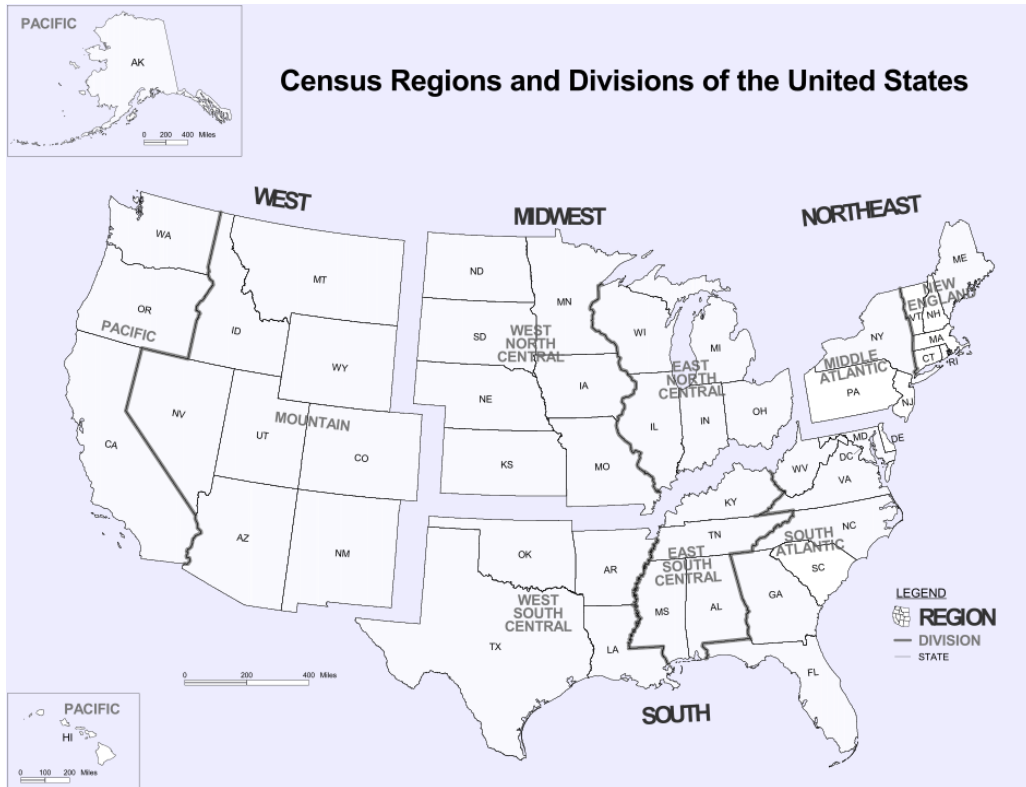 PACIFIC
AK
0 200 400 Miles
Census Regions and Divisions of the United States
WEST
MIDWEST
NORTHEAST
WA
MT
OR
ID
PACIFIC
WY
NV
UT
MOUNTAIN
CO
CA
AZ
NM
ND
MN
SD
WEST
NORTH
CENTRAL
IA
NE
KS
MO
WI
MI
EAST
NORTH
CENTRAL
IL
IN
OH
ME
NEW
ENGLAND
VT
NH
NY
MA
CT
RI
MIDDLE
ATLANTIC
PA
NJ
MD
DE
DC
WV
VA
KY
TN
NC
SOUTH
ATLANTIC
SC
OK
AR
EAST
SOUTH
CENTRAL
MS
AL
GA
WEST
SOUTH
CENTRAL
TX
LA
FL
SOUTH
LEGEND
REGION
DIVISION
STATE
0 200 400 Miles
PACIFIC
HI
0 100 200 Miles